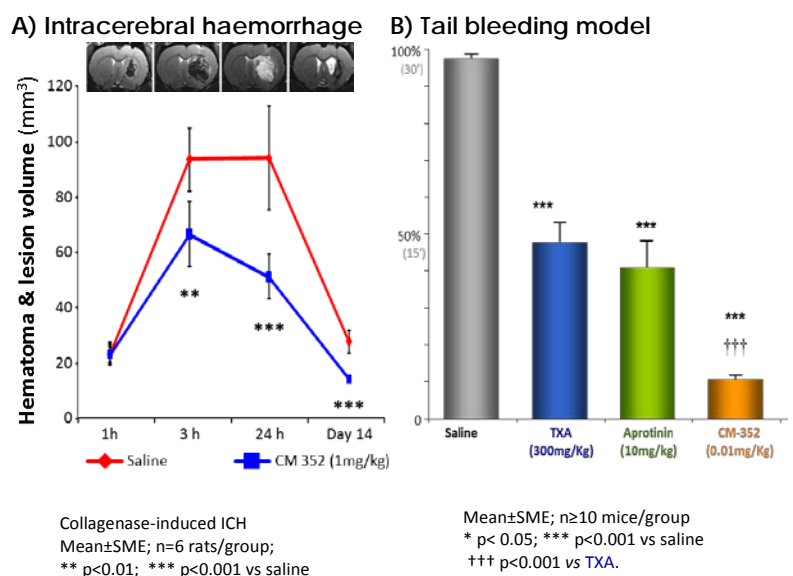 A) Intracerebral haemorrhage
120
100
80
60
40
20
0
Hematoma & lesion volume (mm³)
**
***
***
1h
3 h
24 h
Day 14
Saline
CM 352 (1mg/kg)
Collagenase-induced ICH
Mean±SME; n=6 rats/group;
** p<0.01; *** p<0.001 vs saline
B) Tail bleeding model
100%
(30')
50%
(15')
0
***
***
***
†††
Saline
TXA
(300mg/Kg)
Aprotinin
(10mg/kg)
CM-352
(0.01mg/Kg)
Mean±SME; n≥10 mice/group
* p< 0.05; *** p<0.001 vs saline
††† p<0.001 vs TXA.